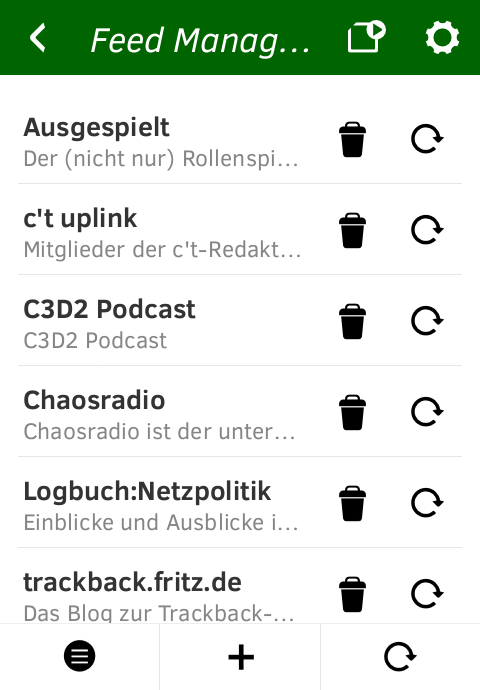 Feed Manag...
Ausgespielt
Der (nicht nur) Rollenspi...
c't uplink
Mitglieder der c't-Redakt...
C3D2 Podcast
C3D2 Podcast
Chaosradio
Chaosradio ist der unter...
Logbuch:Netzpolitik
Einblicke und Ausblicke i...
trackback.fritz.de
Das Blog zur Trackback-...